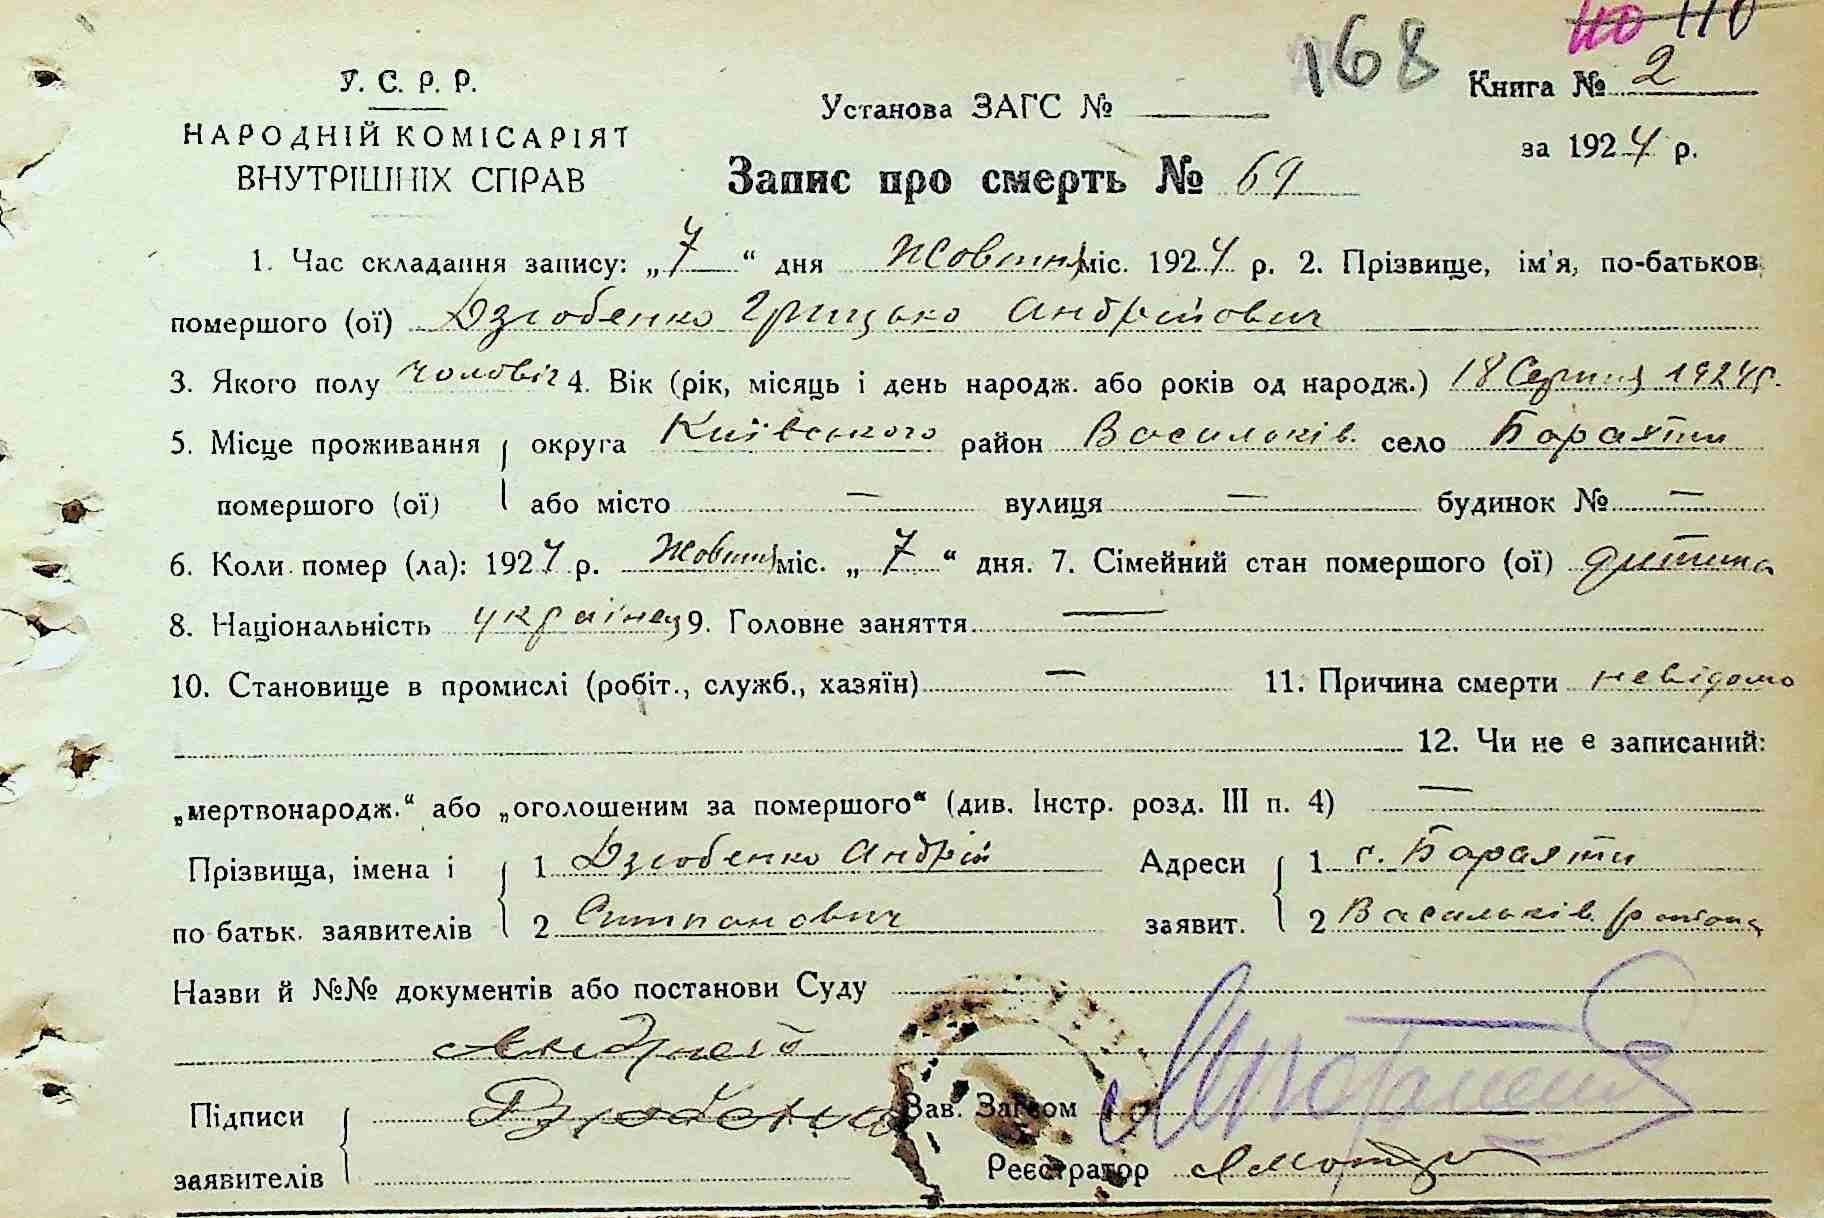 110 110
168
У. С. Р. Р.
НАРОДНІЙ КОМІСАРІЯТ
ВНУТРІШНІХ СПРАВ
Установа ЗАГС №
Книга № 2
за 1924 р.
Запис про смерть № 69
1. Час складання запису: „7“ дня Жовтня міс. 1924 р. 2. Прізвище, ім'я, по-батьков.
помершого (ої) Дзюбенко Грицько Андрійович
3. Якого полу чоловіч 4. Вік (рік, місяць і день народж. або років од народж.) 18 Серпня 1924 р.
5. Місце проживання округа Київського район Васильків. село Барахти
помершого (ої) або місто — вулиця — будинок № —
6. Коли помер (ла): 1924 р. Жовтня міс. „7“ дня. 7. Сімейний стан помершого (ої) дитина
8. Національність українец 9. Головне заняття —
10. Становище в промислі (робіт., служб., хазяїн) — 11. Причина смерти невідомо
12. Чи не є записаний:
„мертвонародж.“ або „оголошеним за помершого“ (див. Інстр. розд. III п. 4) —
Прізвища, імена і 1 Дзюбенко Андрій Адреси 1 с. Барахти
по батьк. заявителів 2 Степанович заявит. 2 Васильків. района
Назви й №№ документів або постанови Суду
Андрей
Підписи Дзюбенко Зав. Загсом
заявителів Реєстратор